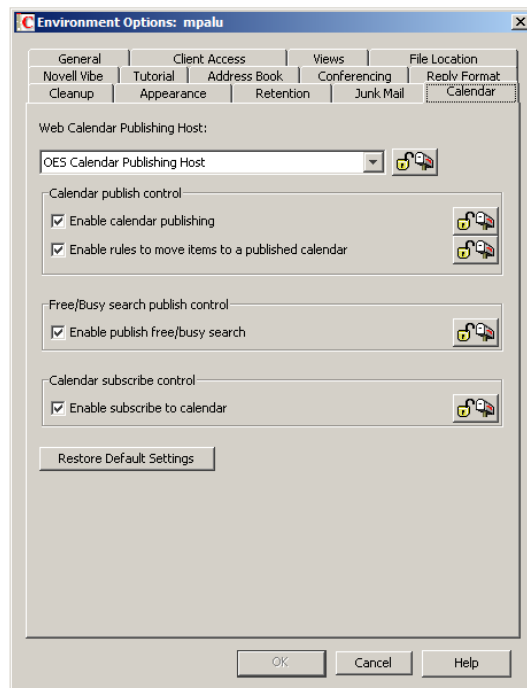 Environment Options: mpalu
General Client Access Views File Location
Novell Vibe Tutorial Address Book Conferencing Reply Format
Cleanup Appearance Retention Junk Mail Calendar
Web Calendar Publishing Host:
OES Calendar Publishing Host
Calendar publish control
Enable calendar publishing
Enable rules to move items to a published calendar
Free/Busy search publish control
Enable publish free/busy search
Calendar subscribe control
Enable subscribe to calendar
Restore Default Settings
OK Cancel Help